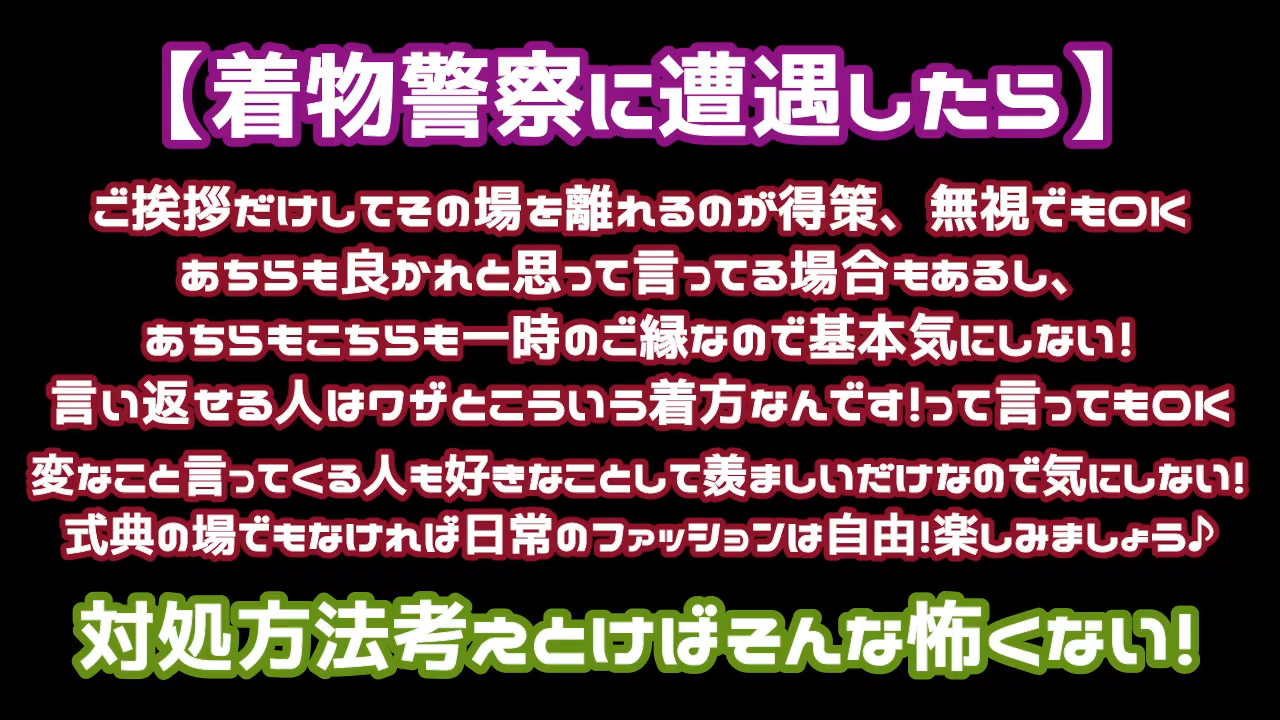 【着物警察に遭遇したら】
ご挨拶だけしてその場を離れるのが得策、無視でもOK
あちらも良かれと思って言ってる場合もあるし、
あちらもこちらも一時のご縁なので基本気にしない!
言い返せる人はワザとこういう着方なんです!って言ってもOK
変なこと言ってくる人も好きなことして羨ましいだけなので気にしない!
式典の場でもなければ日常のファッションは自由!楽しみましょう♪
対処方法考えとけばそんな怖くない!